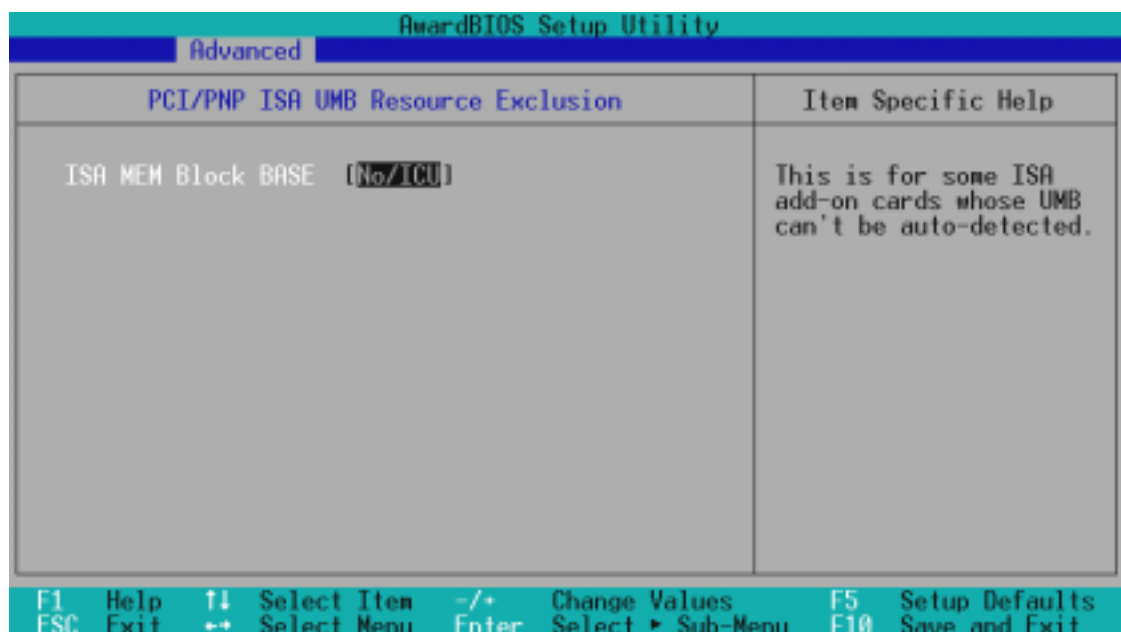 AwardBIOS Setup Utility
Advanced
PCI/PNP ISA UMB Resource Exclusion
Item Specific Help
ISA MEM Block BASE [No/ICU]
This is for some ISA
add-on cards whose UMB
can't be auto-detected.
F1 Help ↑↓ Select Item -/+ Change Values F5 Setup Defaults
ESC Exit ←→ Select Menu Enter Select ► Sub-Menu F10 Save and Exit